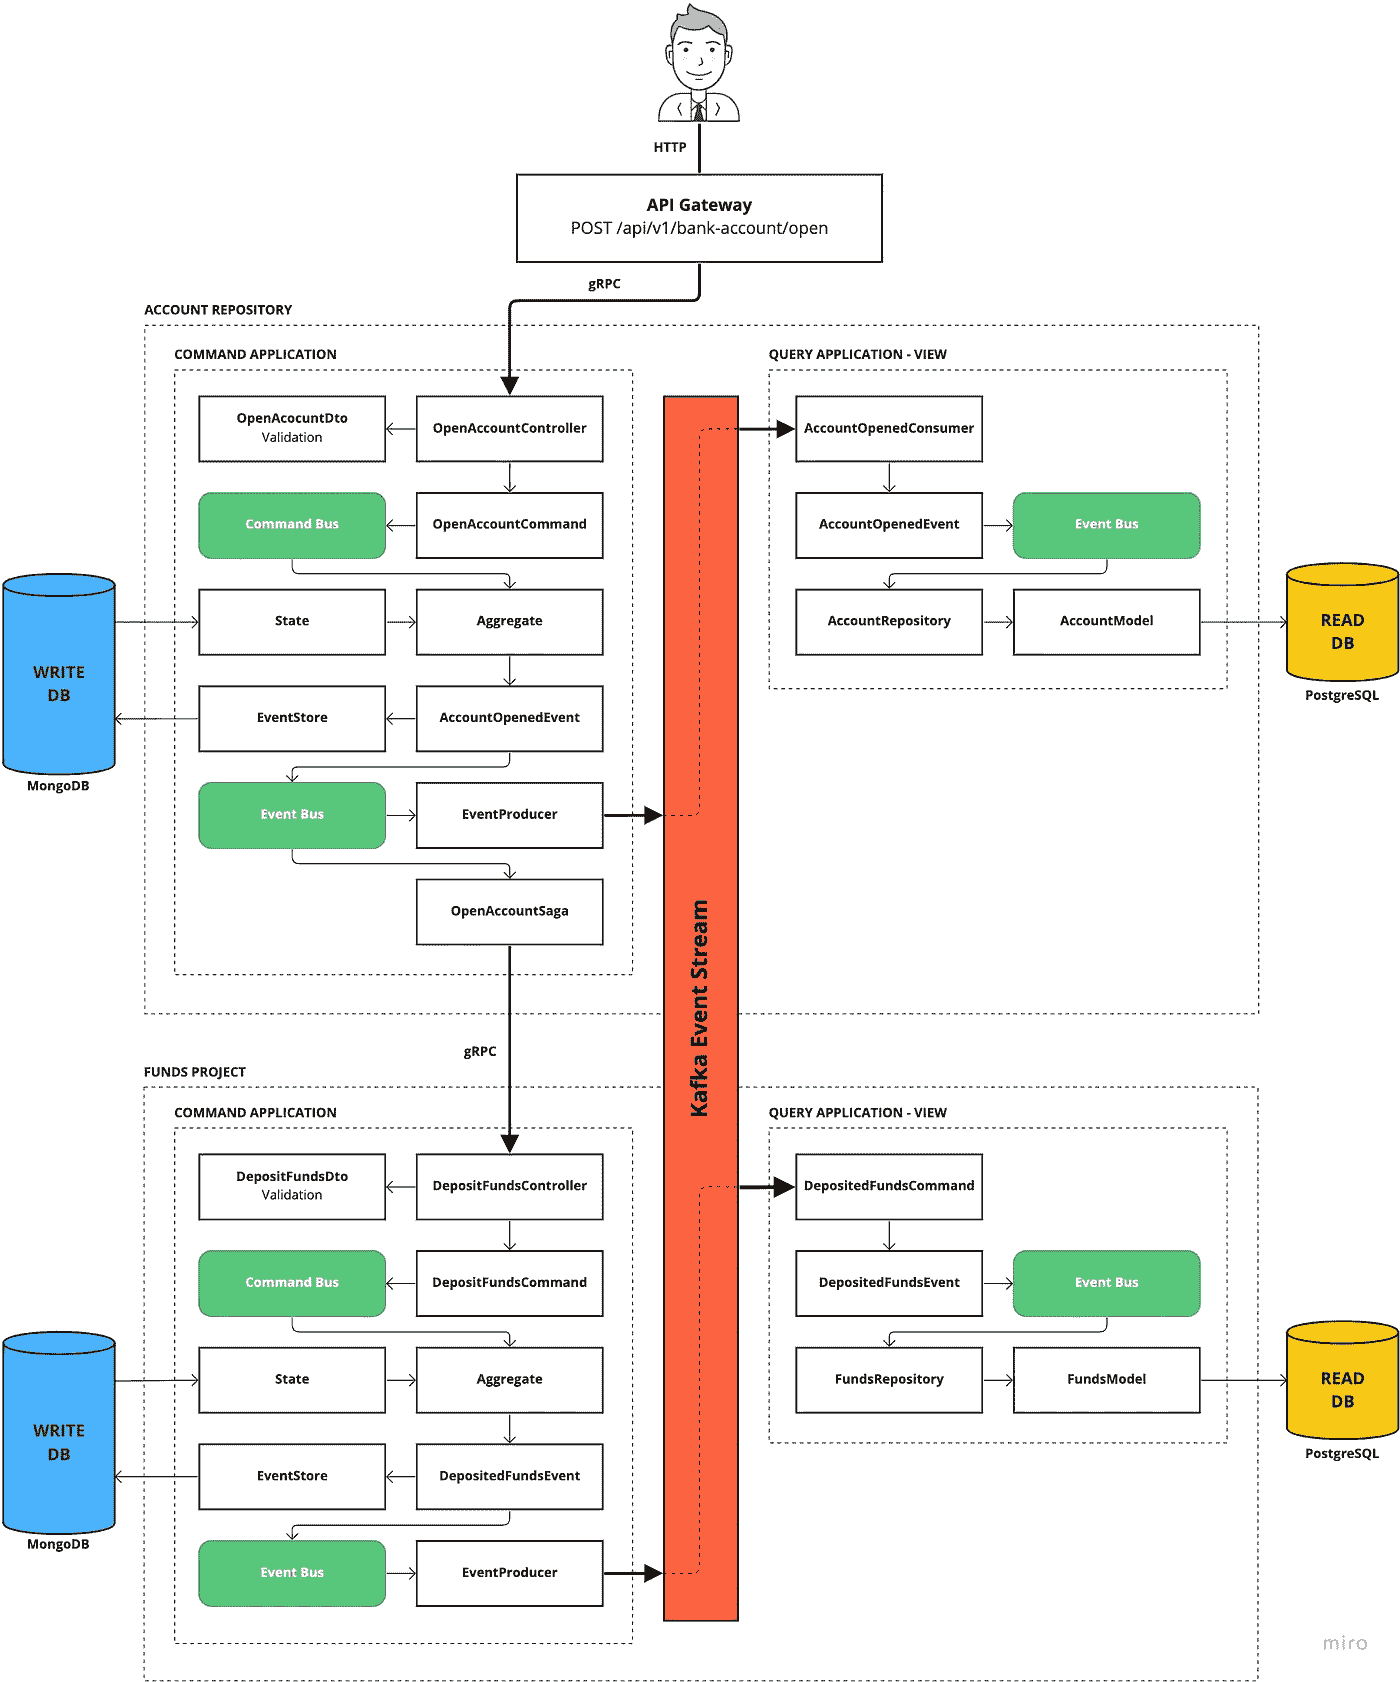 HTTP
API Gateway
POST /api/v1/bank-account/open
gRPC
ACCOUNT REPOSITORY
COMMAND APPLICATION
OpenAcocuntDto
Validation
OpenAccountController
Command Bus
OpenAccountCommand
State
Aggregate
EventStore
AccountOpenedEvent
Event Bus
EventProducer
OpenAccountSaga
WRITE
DB
MongoDB
Kafka Event Stream
QUERY APPLICATION - VIEW
AccountOpenedConsumer
AccountOpenedEvent
Event Bus
AccountRepository
AccountModel
READ
DB
PostgreSQL
gRPC
FUNDS PROJECT
COMMAND APPLICATION
DepositFundsDto
Validation
DepositFundsController
Command Bus
DepositFundsCommand
State
Aggregate
EventStore
DepositedFundsEvent
Event Bus
EventProducer
WRITE
DB
MongoDB
QUERY APPLICATION - VIEW
DepositedFundsCommand
DepositedFundsEvent
Event Bus
FundsRepository
FundsModel
READ
DB
PostgreSQL
miro